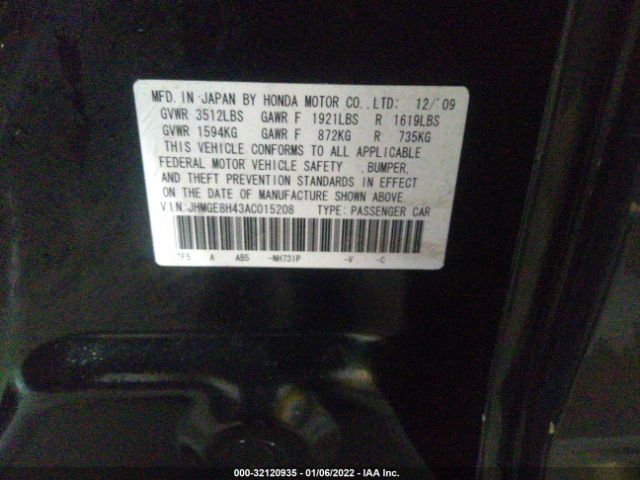 MFD. IN JAPAN BY HONDA MOTOR CO., LTD. 12/'09
GVWR 3512LBS GAWR F 1921LBS R 1619LBS
GVWR 1594KG GAWR F 872KG R 735KG
THIS VEHICLE CONFORMS TO ALL APPLICABLE
FEDERAL MOTOR VEHICLE SAFETY , BUMPER,
AND THEFT PREVENTION STANDARDS IN EFFECT
ON THE DATE OF MANUFACTURE SHOWN ABOVE.
V.I.N.:JHMGE8H43AC015208 TYPE: PASSENGER CAR
TF5 A AB5 -NH731P -V -C
000-32120935 - 01/06/2022 - IAA Inc.